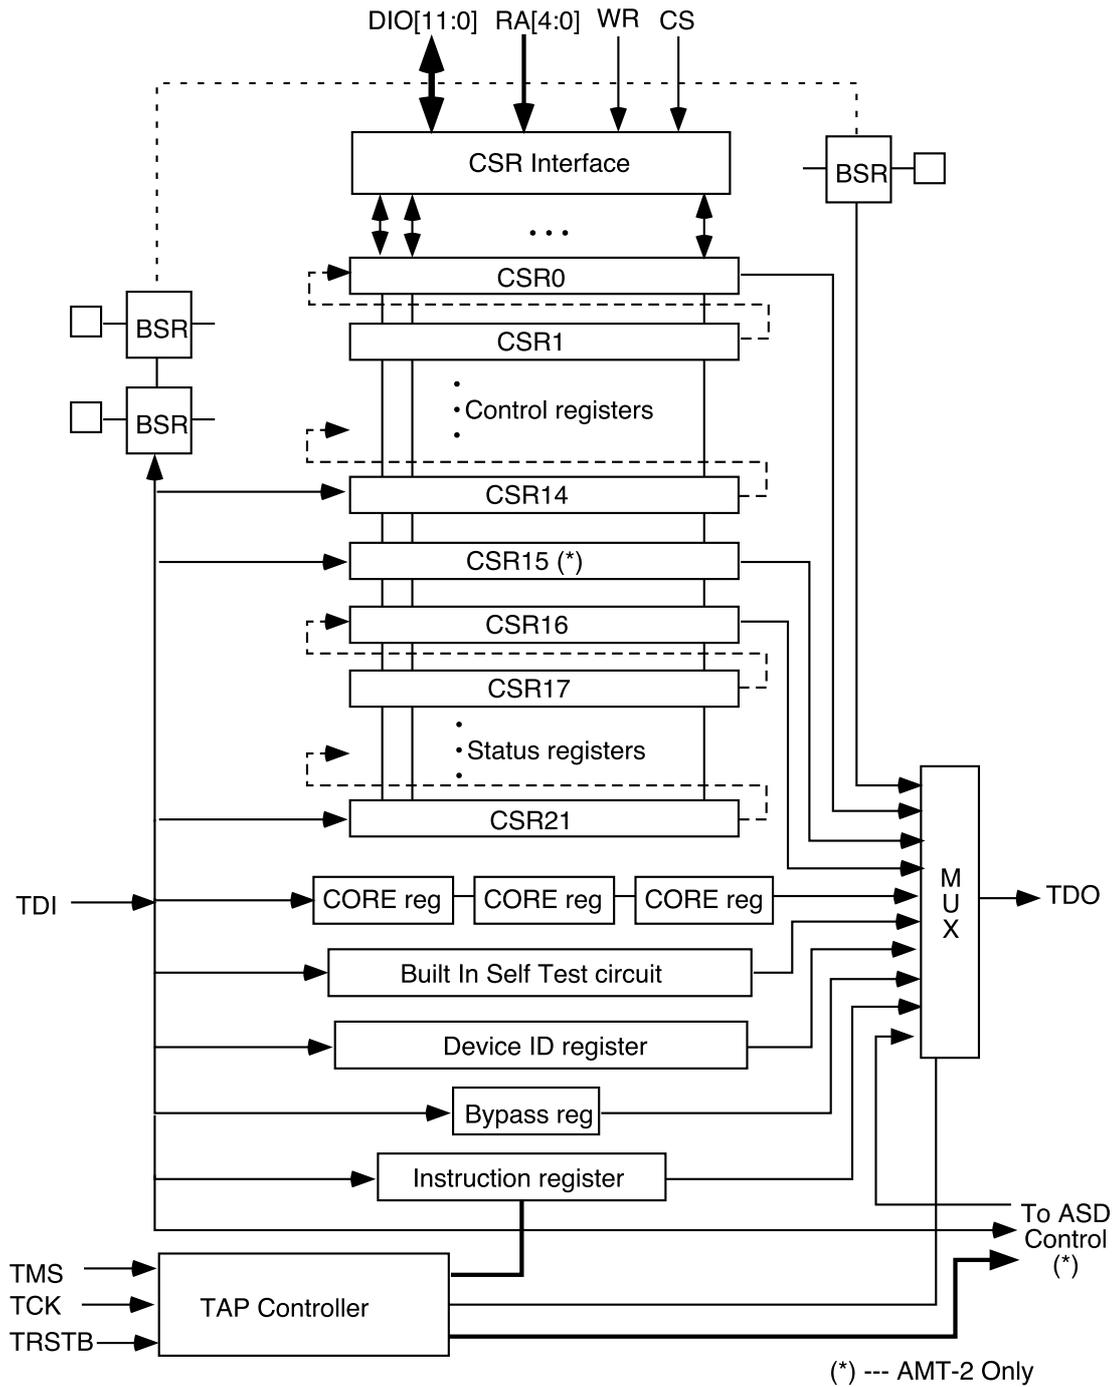 DIO[11:0] RA[4:0] WR CS
CSR Interface
BSR
CSR0
BSR
CSR1
Control registers
BSR
CSR14
CSR15 (*)
CSR16
CSR17
Status registers
CSR21
MUX
TDI
CORE reg CORE reg CORE reg
TDO
Built In Self Test circuit
Device ID register
Bypass reg
Instruction register
To ASD
Control
(*)
TMS
TCK
TRSTB
TAP Controller
(*) --- AMT-2 Only